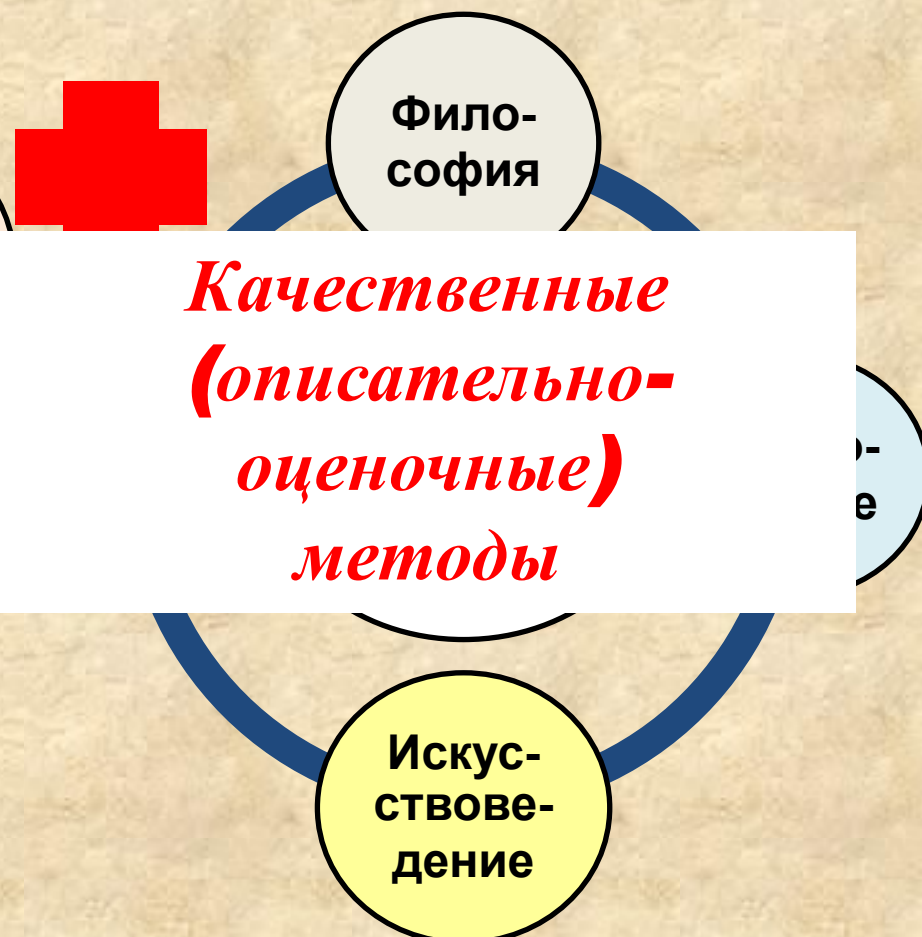 Фило-
софия
Качественные
(описательно-
оценочные)
методы
Искус-
ствове-
дение